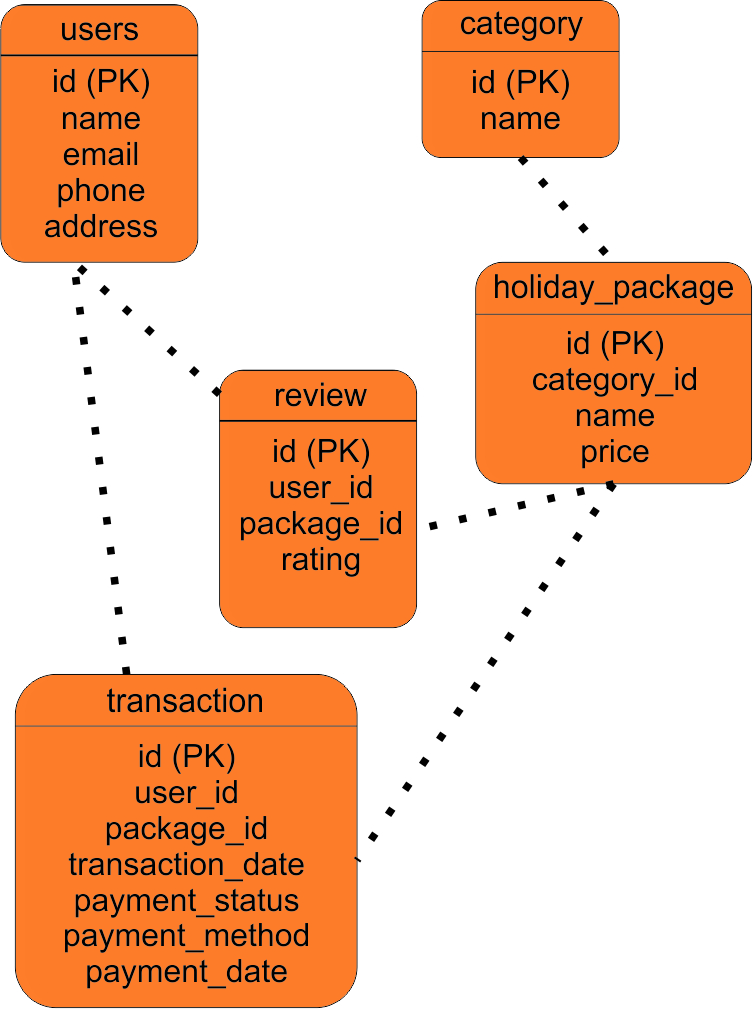 users
id (PK)
name
email
phone
address
category
id (PK)
name
holiday_package
id (PK)
category_id
name
price
review
id (PK)
user_id
package_id
rating
transaction
id (PK)
user_id
package_id
transaction_date
payment_status
payment_method
payment_date